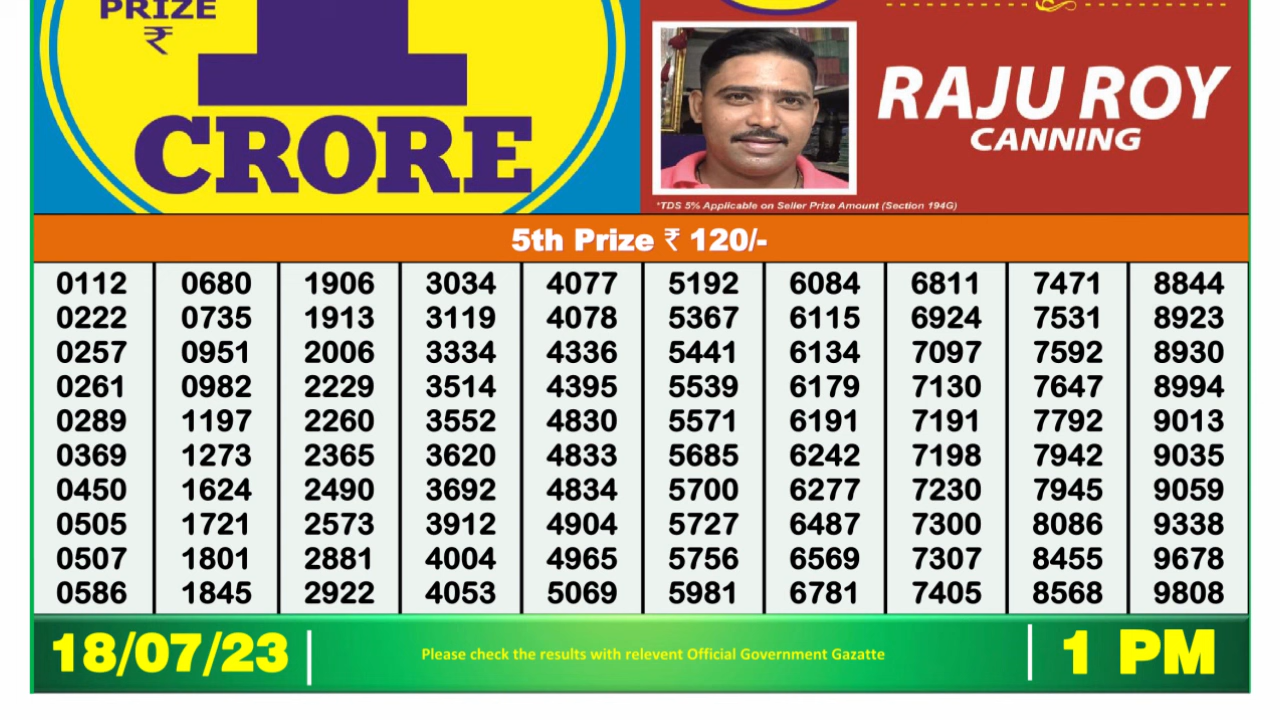 PRIZE
₹
1
CRORE
RAJU ROY
CANNING
*TDS 5% Applicable on Seller Prize Amount (Section 194G)
5th Prize ₹ 120/-
0112 0680 1906 3034 4077 5192 6084 6811 7471 8844
0222 0735 1913 3119 4078 5367 6115 6924 7531 8923
0257 0951 2006 3334 4336 5441 6134 7097 7592 8930
0261 0982 2229 3514 4395 5539 6179 7130 7647 8994
0289 1197 2260 3552 4830 5571 6191 7191 7792 9013
0369 1273 2365 3620 4833 5685 6242 7198 7942 9035
0450 1624 2490 3692 4834 5700 6277 7230 7945 9059
0505 1721 2573 3912 4904 5727 6487 7300 8086 9338
0507 1801 2881 4004 4965 5756 6569 7307 8455 9678
0586 1845 2922 4053 5069 5981 6781 7405 8568 9808
18/07/23
Please check the results with relevent Official Government Gazatte
1 PM